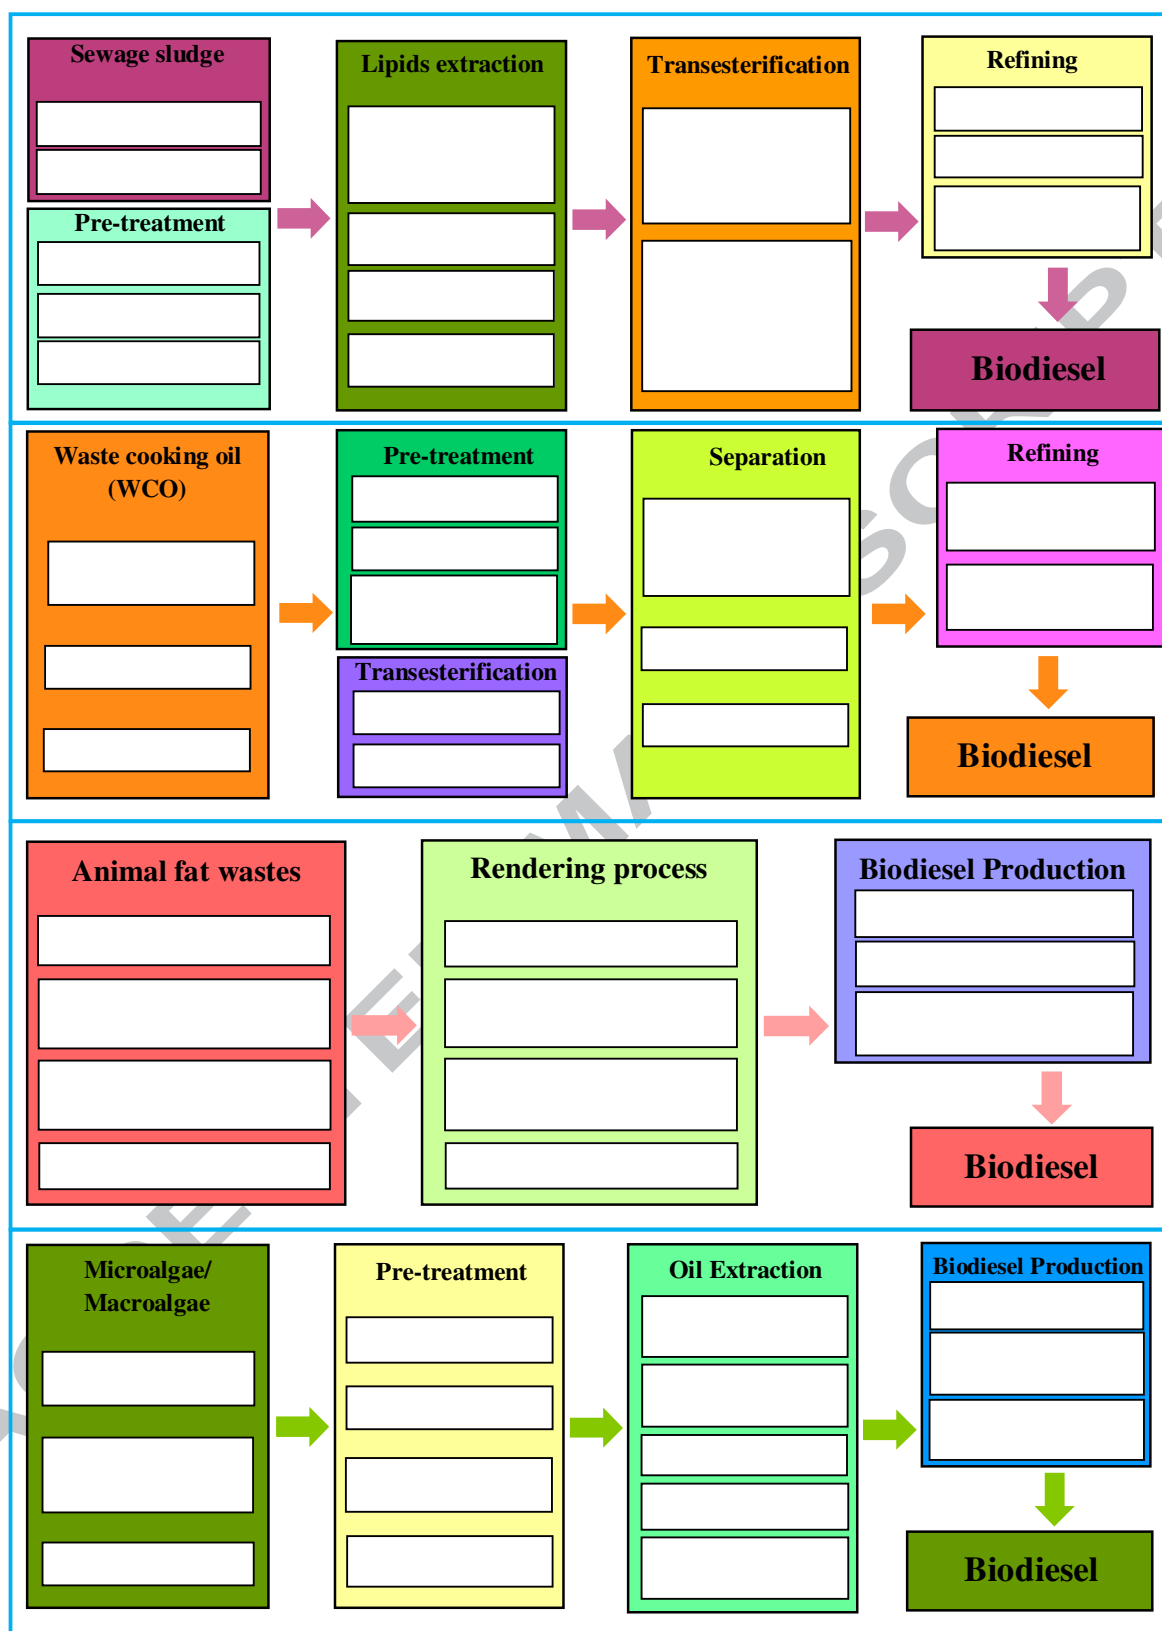 Sewage sludge
Pre-treatment
Lipids extraction
Transesterification
Refining
Biodiesel
Waste cooking oil
(WCO)
Pre-treatment
Transesterification
Separation
Refining
Biodiesel
Animal fat wastes
Rendering process
Biodiesel Production
Biodiesel
Microalgae/
Macroalgae
Pre-treatment
Oil Extraction
Biodiesel Production
Biodiesel